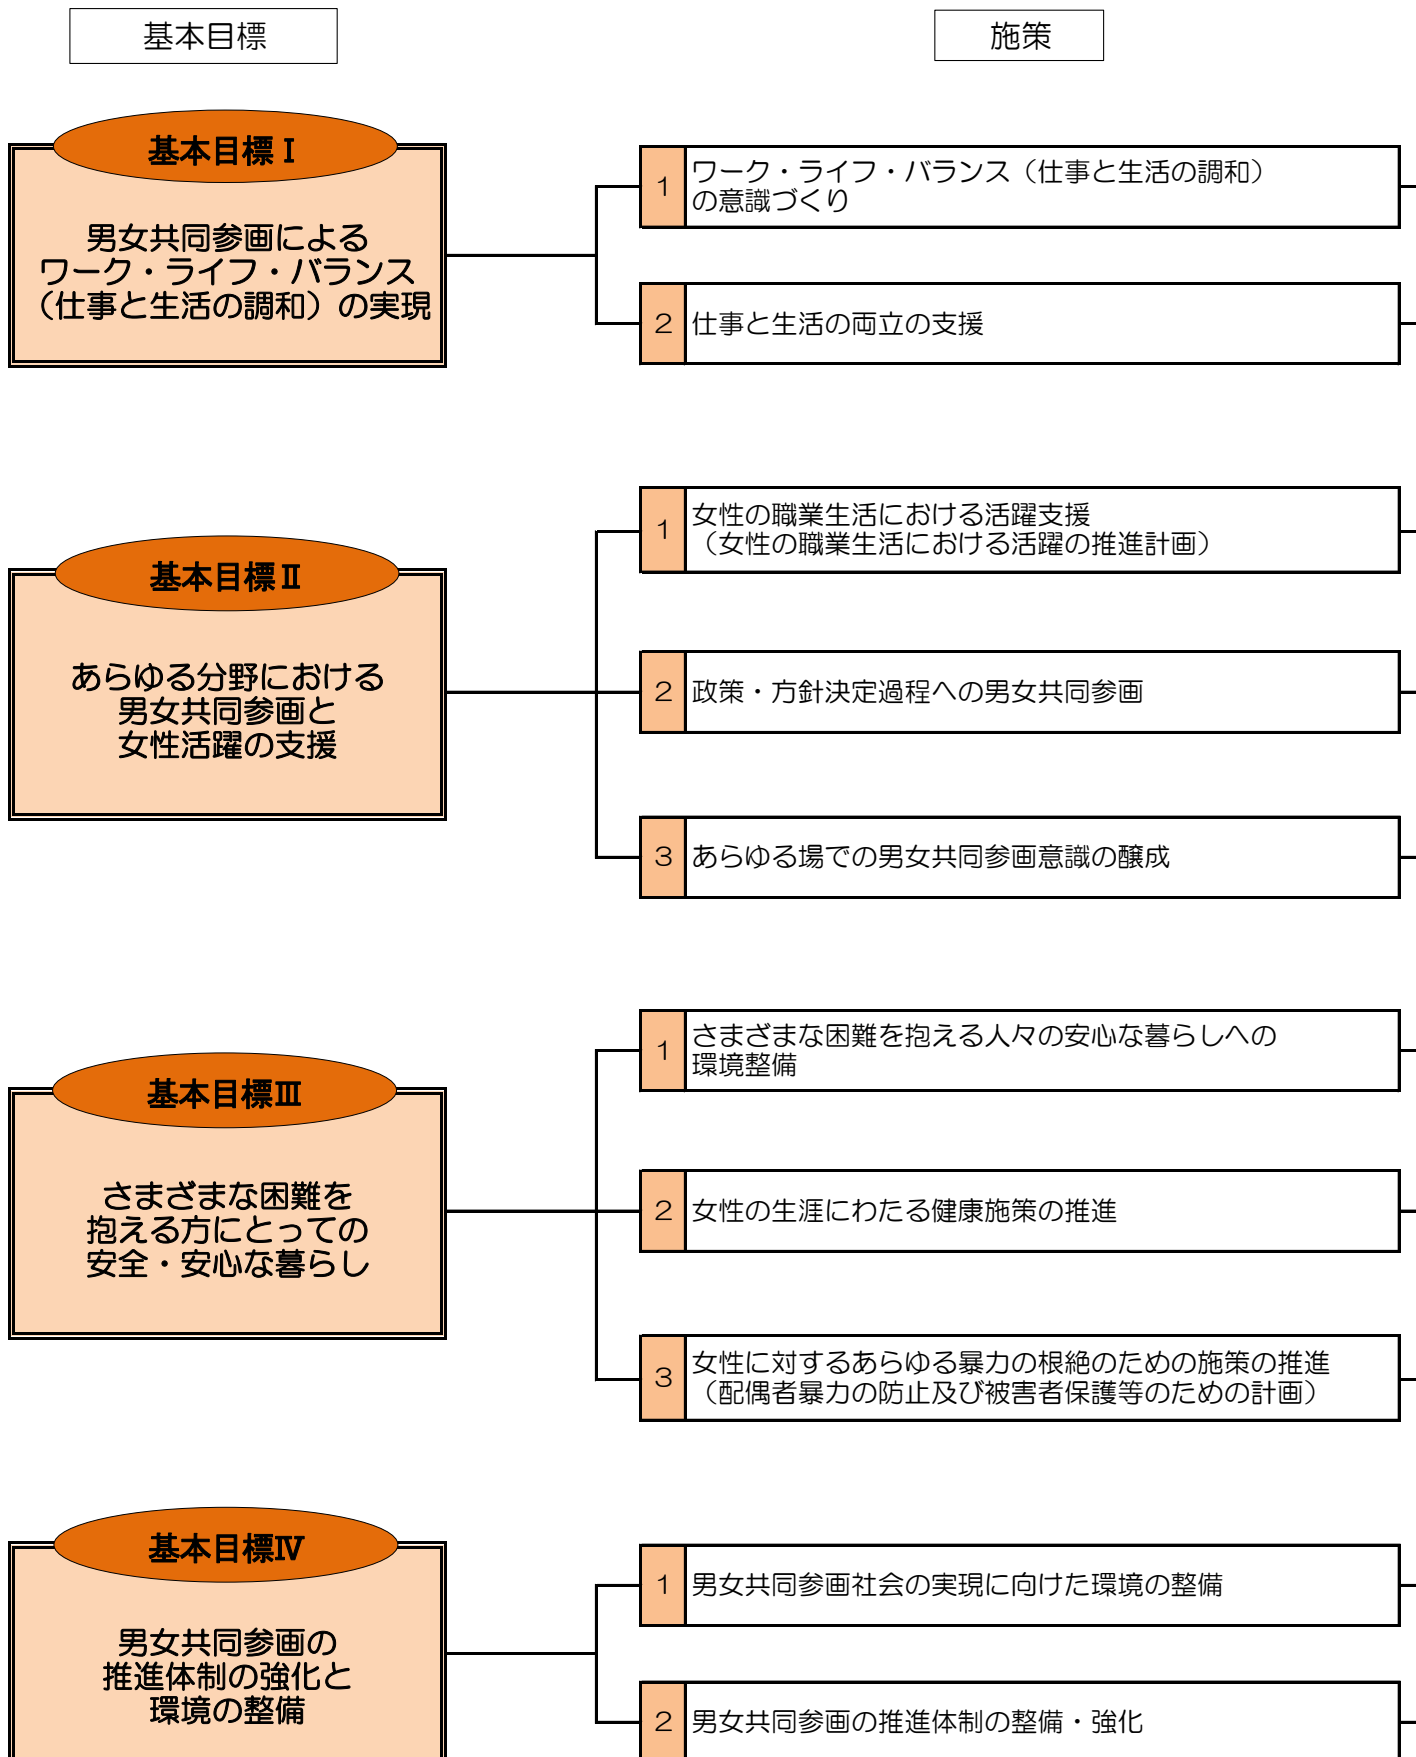 基本目標
施策
基本目標Ⅰ
男女共同参画による
ワーク・ライフ・バランス
（仕事と生活の調和）の実現
1 ワーク・ライフ・バランス（仕事と生活の調和）
の意識づくり
2 仕事と生活の両立の支援
基本目標Ⅱ
あらゆる分野における
男女共同参画と
女性活躍の支援
1 女性の職業生活における活躍支援
（女性の職業生活における活躍の推進計画）
2 政策・方針決定過程への男女共同参画
3 あらゆる場での男女共同参画意識の醸成
基本目標Ⅲ
さまざまな困難を
抱える方にとっての
安全・安心な暮らし
1 さまざまな困難を抱える人々の安心な暮らしへの
環境整備
2 女性の生涯にわたる健康施策の推進
3 女性に対するあらゆる暴力の根絶のための施策の推進
（配偶者暴力の防止及び被害者保護等のための計画）
基本目標Ⅳ
男女共同参画の
推進体制の強化と
環境の整備
1 男女共同参画社会の実現に向けた環境の整備
2 男女共同参画の推進体制の整備・強化